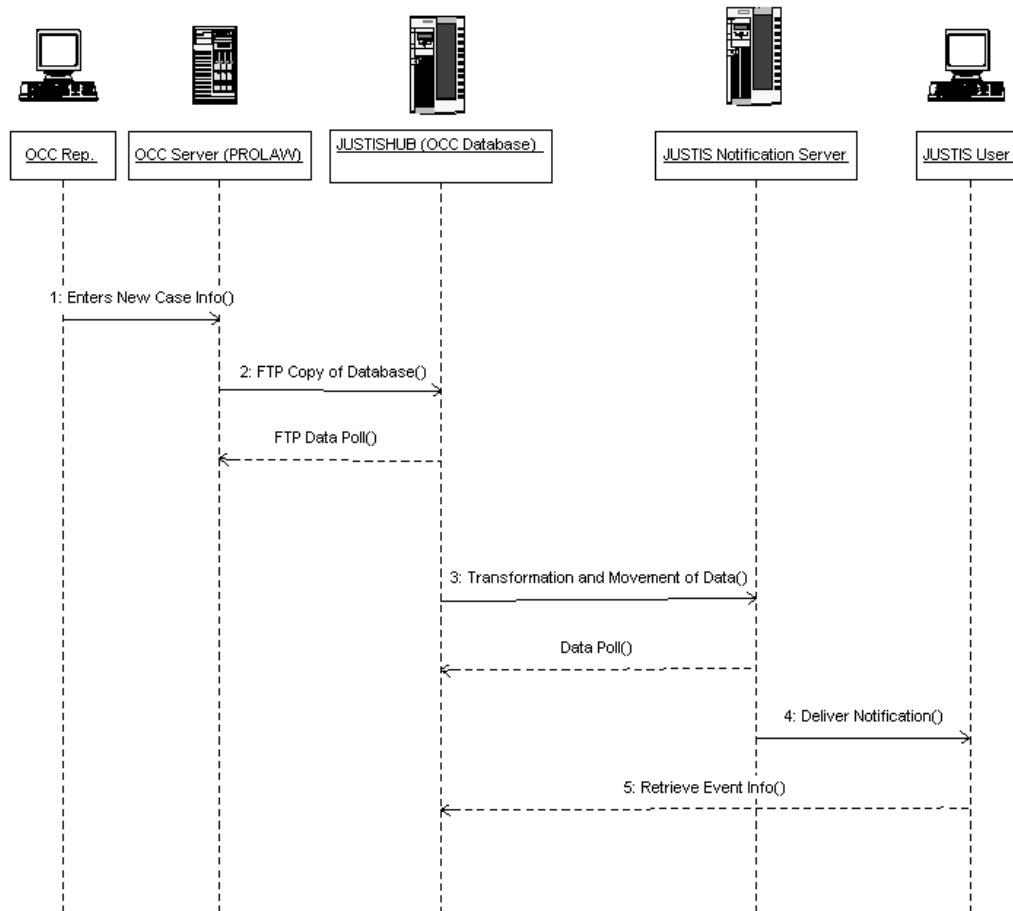 OCC Rep.
OCC Server (PROLAW)
JUSTISHUB (OCC Database)
JUSTIS Notification Server
JUSTIS User
1: Enters New Case Info()
2: FTP Copy of Database()
FTP Data Poll()
3: Transformation and Movement of Data()
Data Poll()
4: Deliver Notification()
5: Retrieve Event Info()